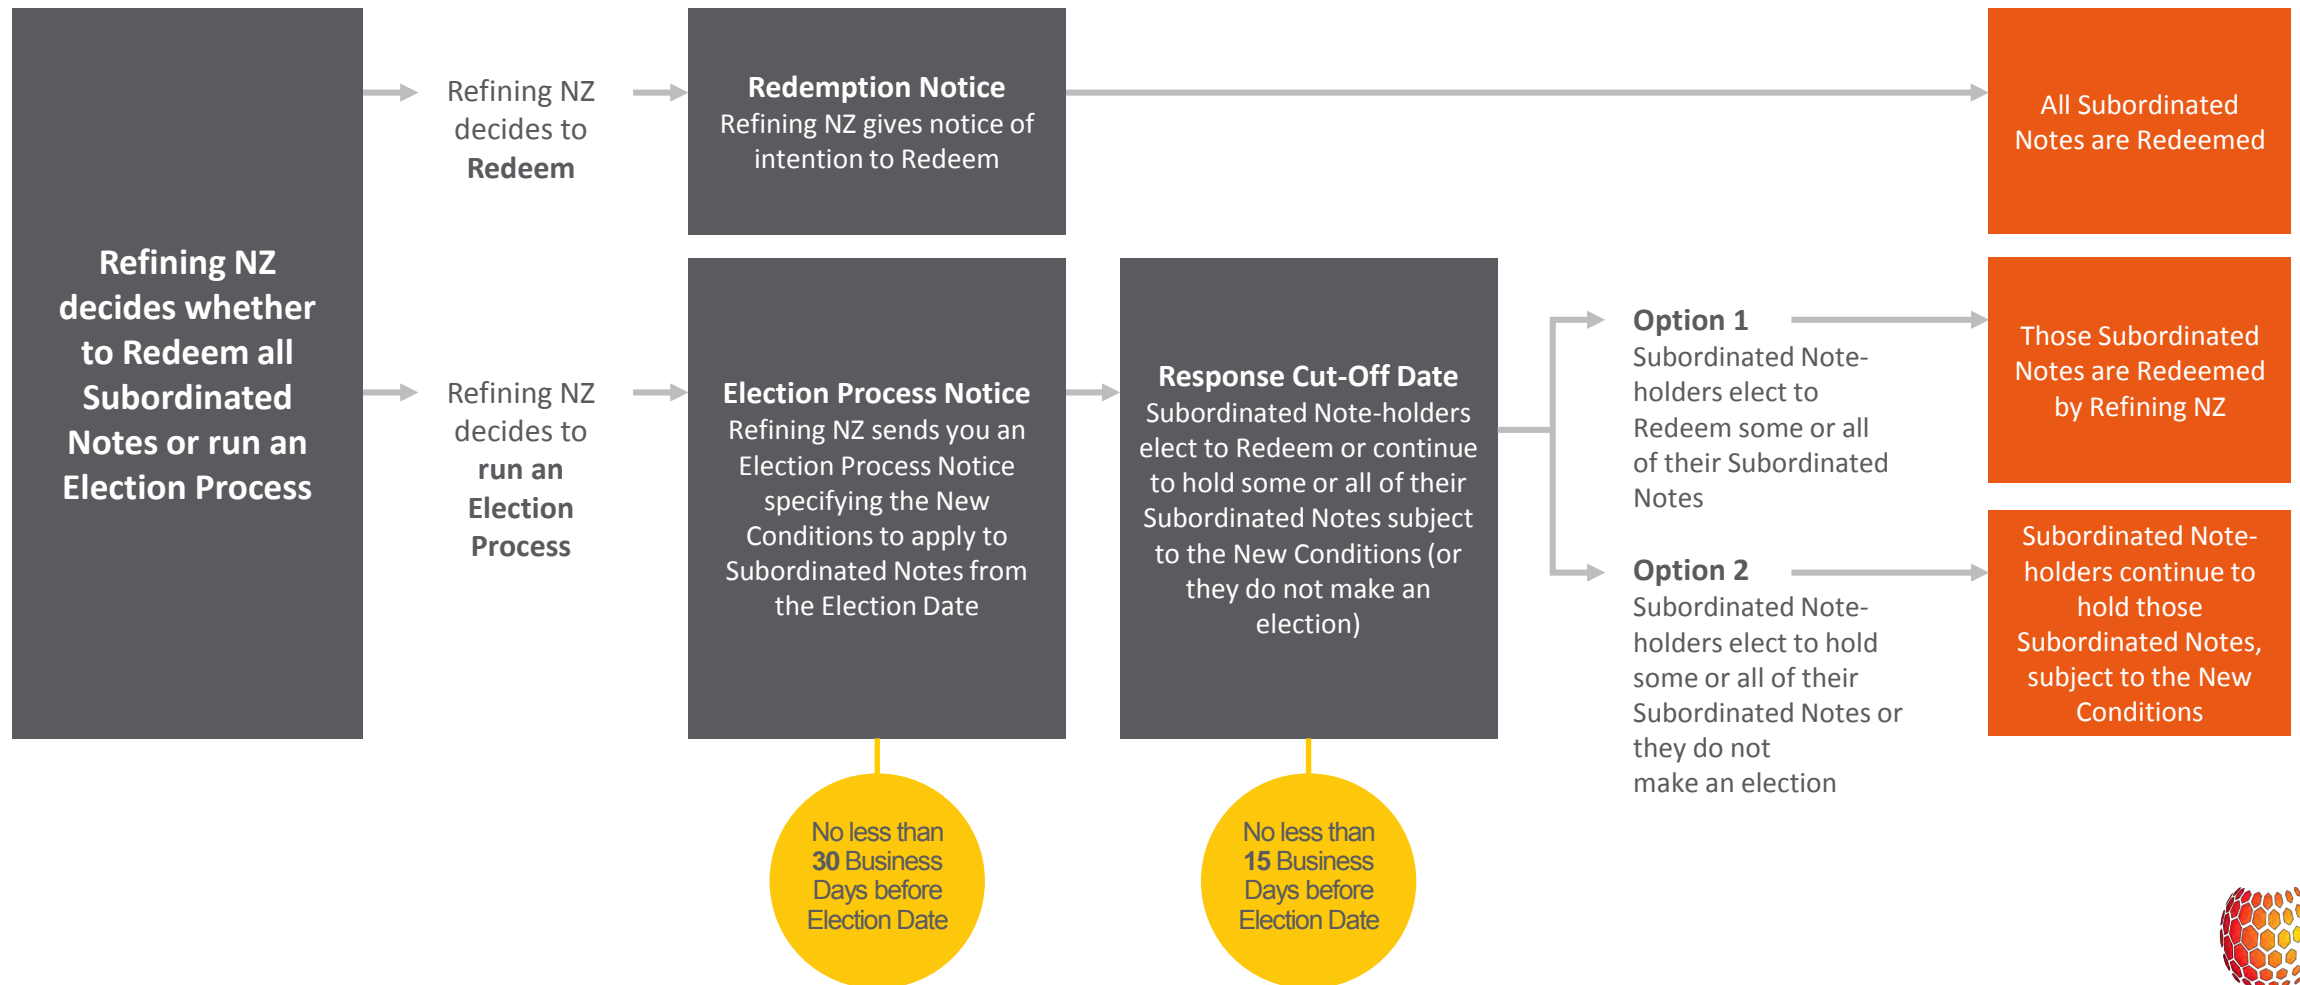 Refining NZ
decides whether
to Redeem all
Subordinated
Notes or run an
Election Process
Refining NZ
decides to
Redeem
Redemption Notice
Refining NZ gives notice of
intention to Redeem
All Subordinated
Notes are Redeemed
Refining NZ
decides to
run an
Election
Process
Election Process Notice
Refining NZ sends you an
Election Process Notice
specifying the New
Conditions to apply to
Subordinated Notes from
the Election Date
No less than
30 Business
Days before
Election Date
Response Cut-Off Date
Subordinated Note-holders
elect to Redeem or continue
to hold some or all of their
Subordinated Notes subject
to the New Conditions (or
they do not make an
election)
No less than
15 Business
Days before
Election Date
Option 1
Subordinated Note-
holders elect to
Redeem some or all
of their Subordinated
Notes
Those Subordinated
Notes are Redeemed
by Refining NZ
Option 2
Subordinated Note-
holders elect to hold
some or all of their
Subordinated Notes or
they do not
make an election
Subordinated Note-
holders continue to
hold those
Subordinated Notes,
subject to the New
Conditions